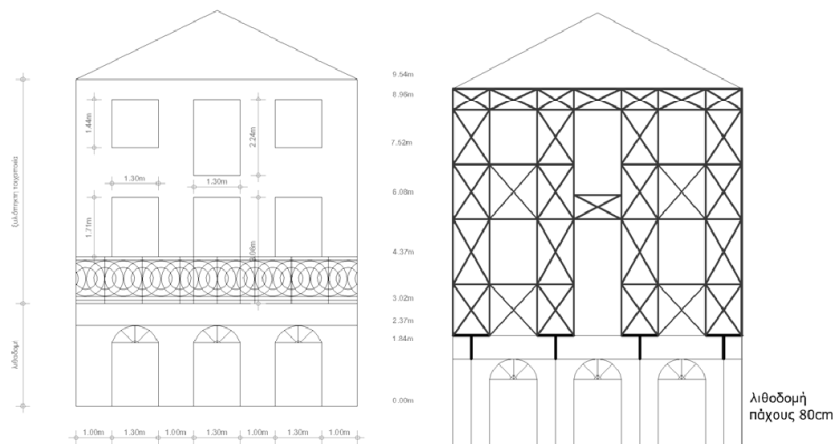 9.54m
8.96m
7.52m
6.08m
4.37m
3.02m
2.37m
1.84m
0.00m
1.44m
2.24m
1.30m
1.30m
1.71m
ξυλόπηκτη τοιχοποιία
λιθοδομή
1.00m 1.30m 1.00m 1.30m 1.00m 1.30m 1.00m
λιθοδομή
πάχους 80cm